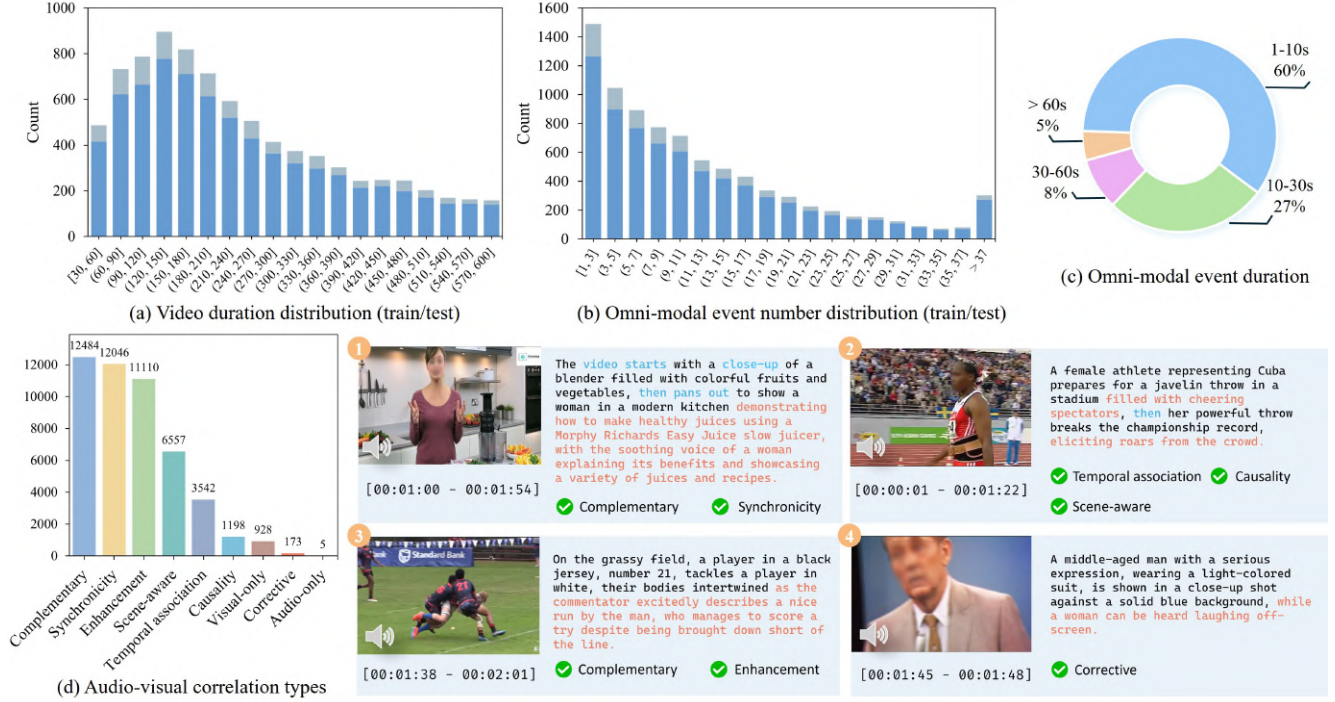 1000
800
600
400
200
0
Count
[30, 60]
(60, 90]
(90, 120]
(120, 150]
(150, 180]
(180, 210]
(210, 240]
(240, 270]
(270, 300]
(300, 330]
(330, 360]
(360, 390]
(390, 420]
(420, 450]
(450, 480]
(480, 510]
(510, 540]
(540, 570]
(570, 600]
(a) Video duration distribution (train/test)
1600
1400
1200
1000
800
600
400
200
0
Count
[1, 3]
(3, 5]
(5, 7]
(7, 9]
(9, 11]
(11, 13]
(13, 15]
(15, 17]
(17, 19]
(19, 21]
(21, 23]
(23, 25]
(25, 27]
(27, 29]
(29, 31]
(31, 33]
(33, 35]
(35, 37]
> 37
(b) Omni-modal event number distribution (train/test)
1-10s
60%
> 60s
5%
30-60s
8%
10-30s
27%
(c) Omni-modal event duration
12000
10000
8000
6000
4000
2000
0
12484
12046
11110
6557
3542
1198
928
173
5
Complementary
Synchronicity
Enhancement
Scene-aware
Temporal association
Causality
Visual-only
Corrective
Audio-only
(d) Audio-visual correlation types
1
The video starts with a close-up of a
blender filled with colorful fruits and
vegetables, then pans out to show a
woman in a modern kitchen demonstrating
how to make healthy juices using a
Morphy Richards Easy Juice slow juicer,
with the soothing voice of a woman
explaining its benefits and showcasing
a variety of juices and recipes.
[00:01:00 - 00:01:54]
Complementary
Synchronicity
2
A female athlete representing Cuba
prepares for a javelin throw in a
stadium filled with cheering
spectators, then her powerful throw
breaks the championship record,
eliciting roars from the crowd.
[00:00:01 - 00:01:22]
Temporal association
Causality
Scene-aware
3
Standard Bank
On the grassy field, a player in a black
jersey, number 21, tackles a player in
white, their bodies intertwined as the
commentator excitedly describes a nice
run by the man, who manages to score a
try despite being brought down short of
the line.
[00:01:38 - 00:02:01]
Complementary
Enhancement
4
A middle-aged man with a serious
expression, wearing a light-colored
suit, is shown in a close-up shot
against a solid blue background, while
a woman can be heard laughing off-
screen.
[00:01:45 - 00:01:48]
Corrective